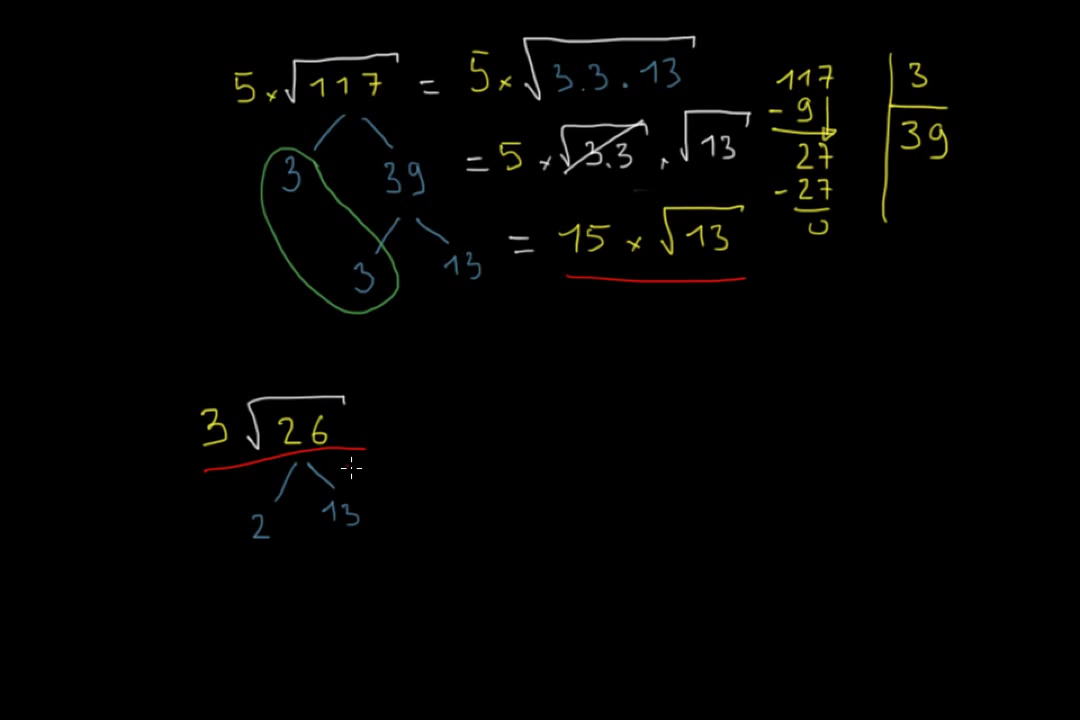 5 × √117 = 5 × √3.3.13
3 39
= 5 × √3.3 . √13
3 13
= 15 × √13
117 | 3
- 9 39
27
- 27
0
3 √26
2 13